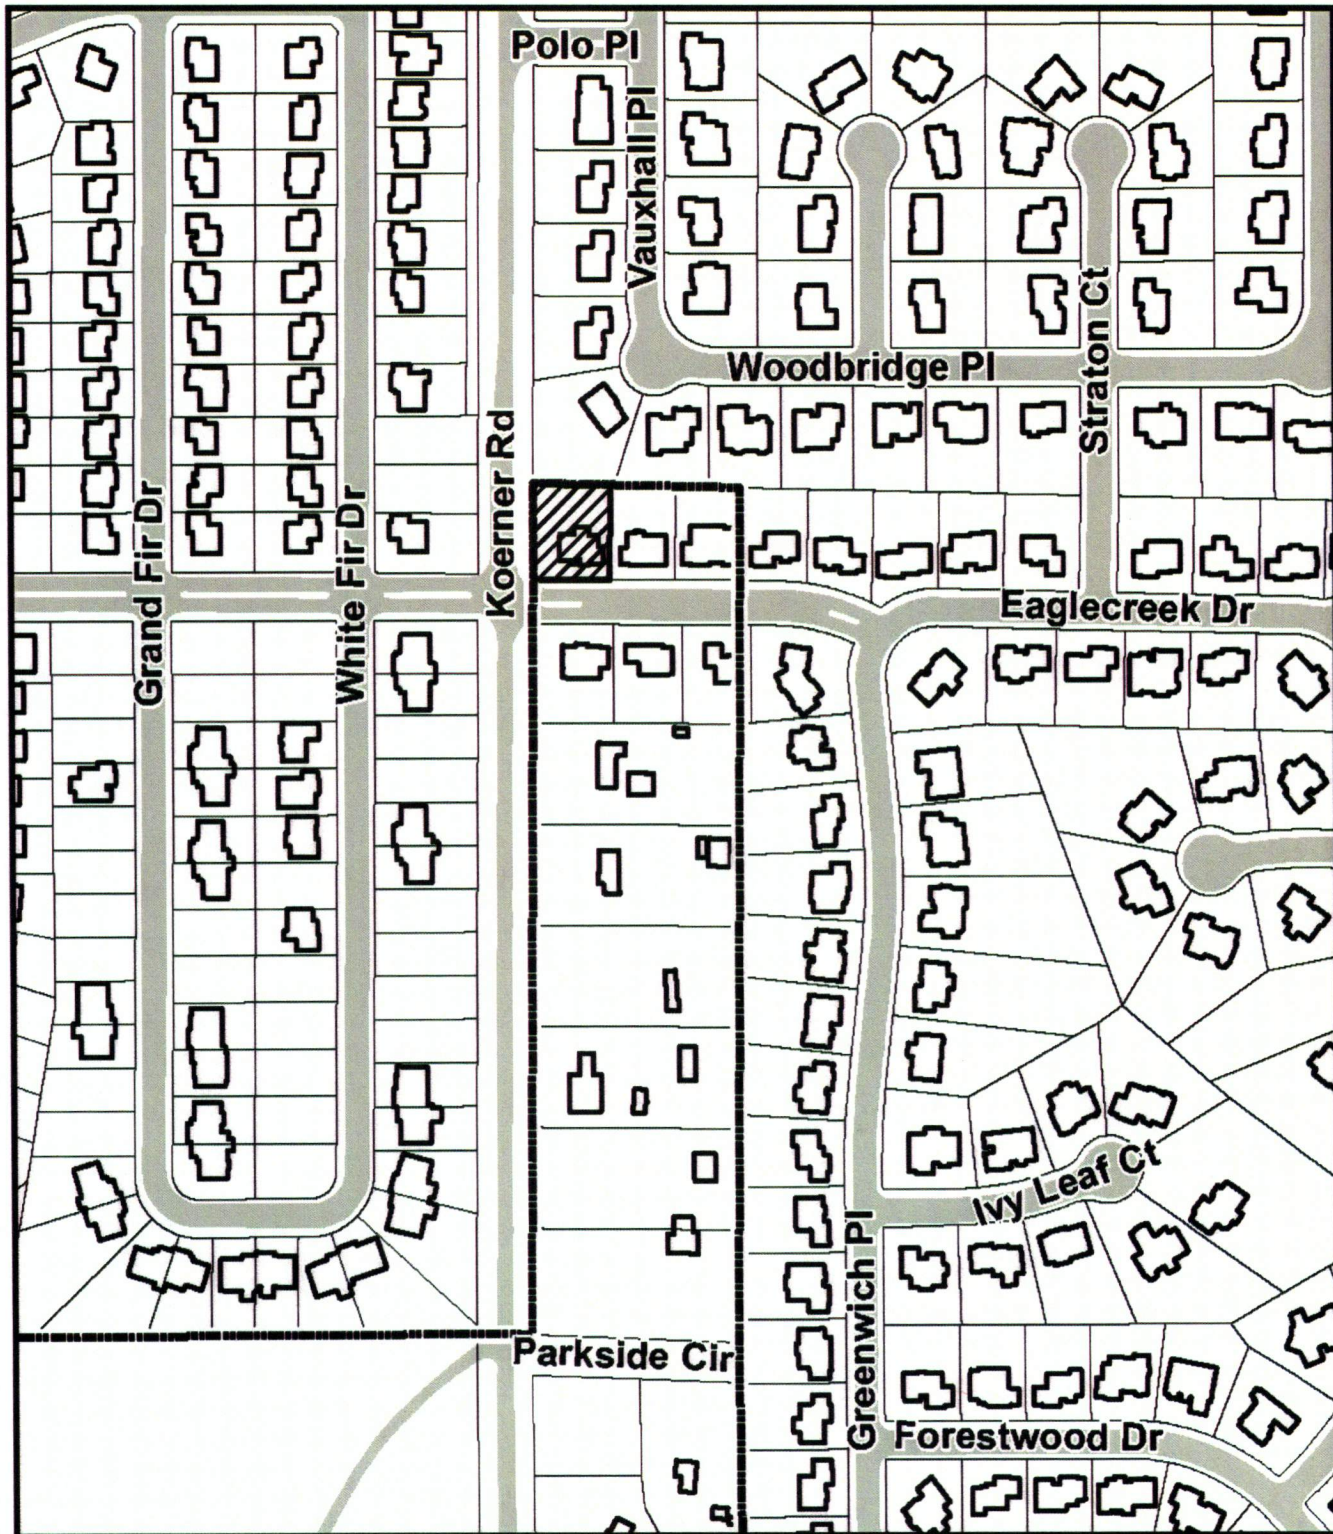 Polo Pl
Vauxhall Pl
Woodbridge Pl
Straton Ct
Koerner Rd
Grand Fir Dr
White Fir Dr
Eaglecreek Dr
Ivy Leaf Ct
Greenwich Pl
Parkside Cir
Forestwood Dr